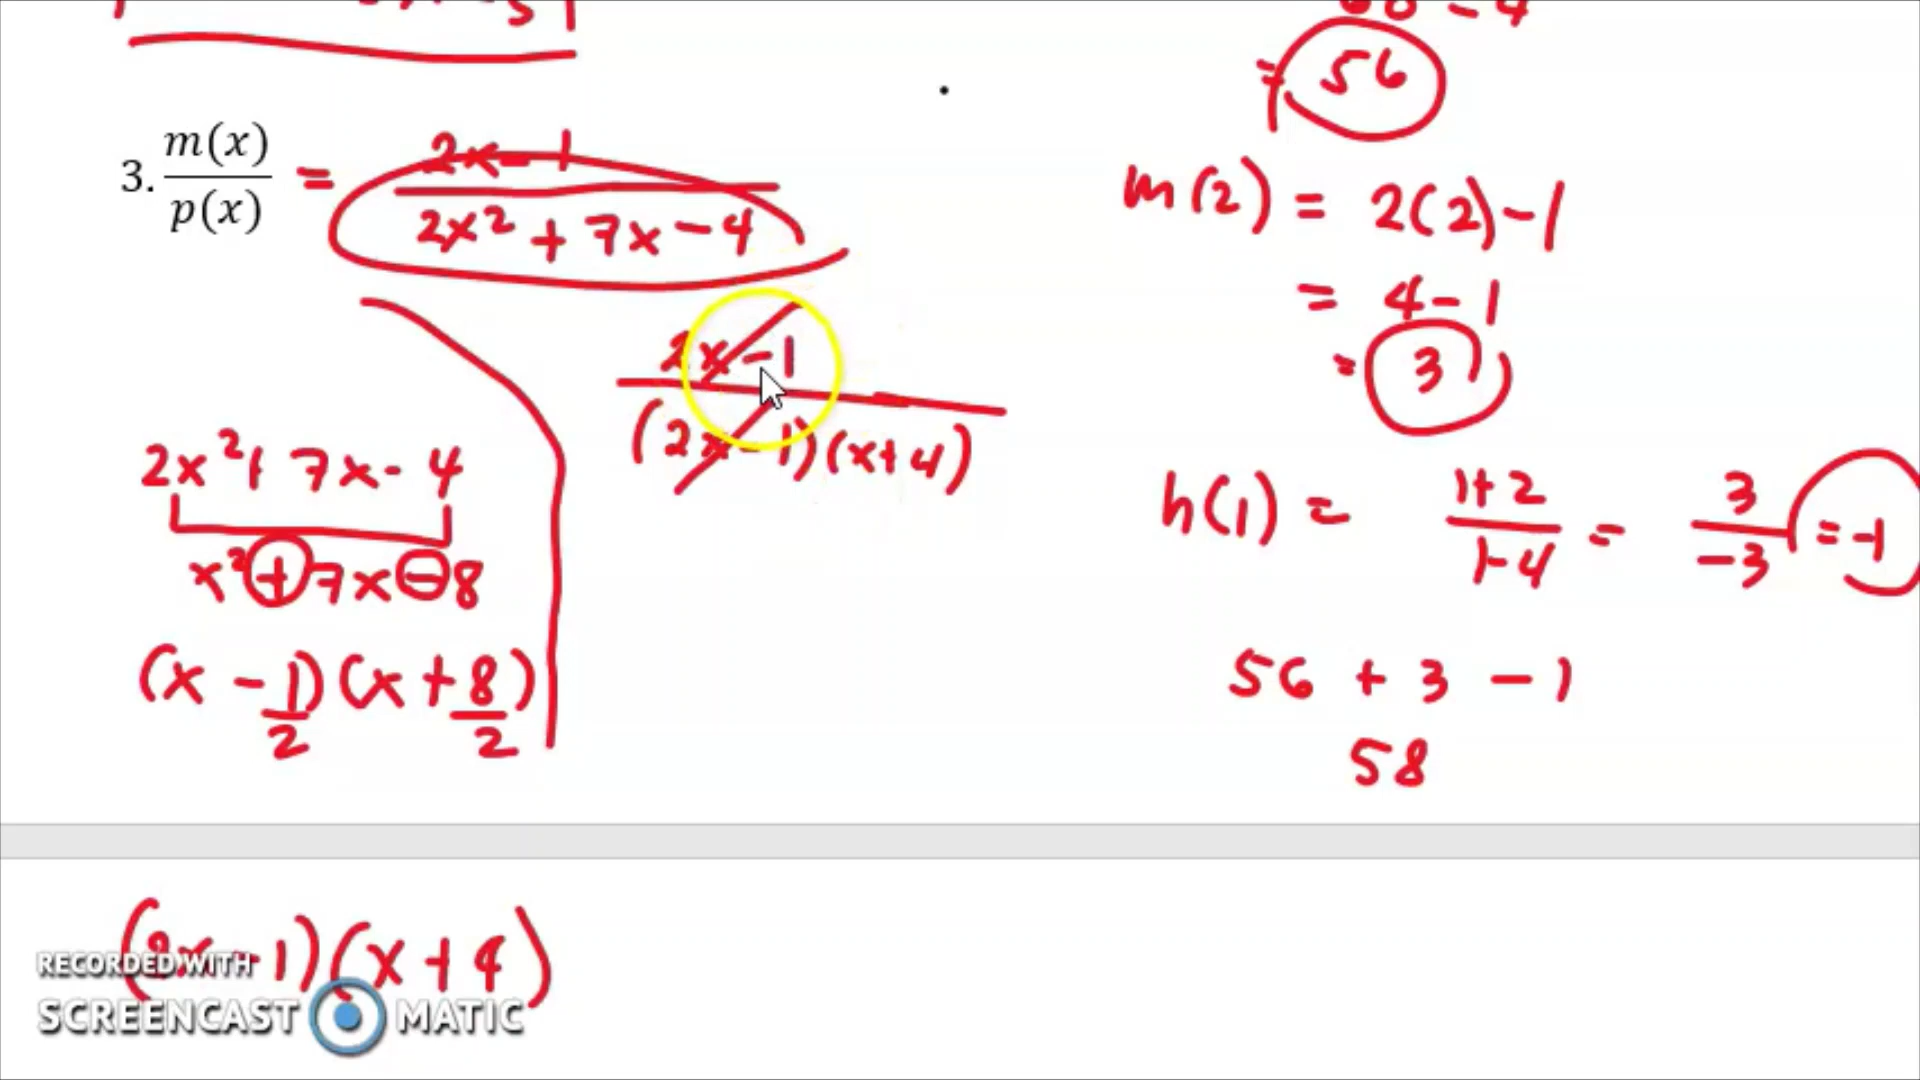 = 56
3. m(x)/p(x) = 2x-1/2x²+7x-4
2x-1
(2x-1)(x+4)
2x²+7x-4
x²+7x-8
(x-1/2)(x+8/2)
m(2) = 2(2)-1
= 4-1
= 3
h(1) = 1+2/1-4 = 3/-3 = -1
56 + 3 - 1
58
(2x-1)(x+4)
RECORDED WITH
SCREENCAST MATIC